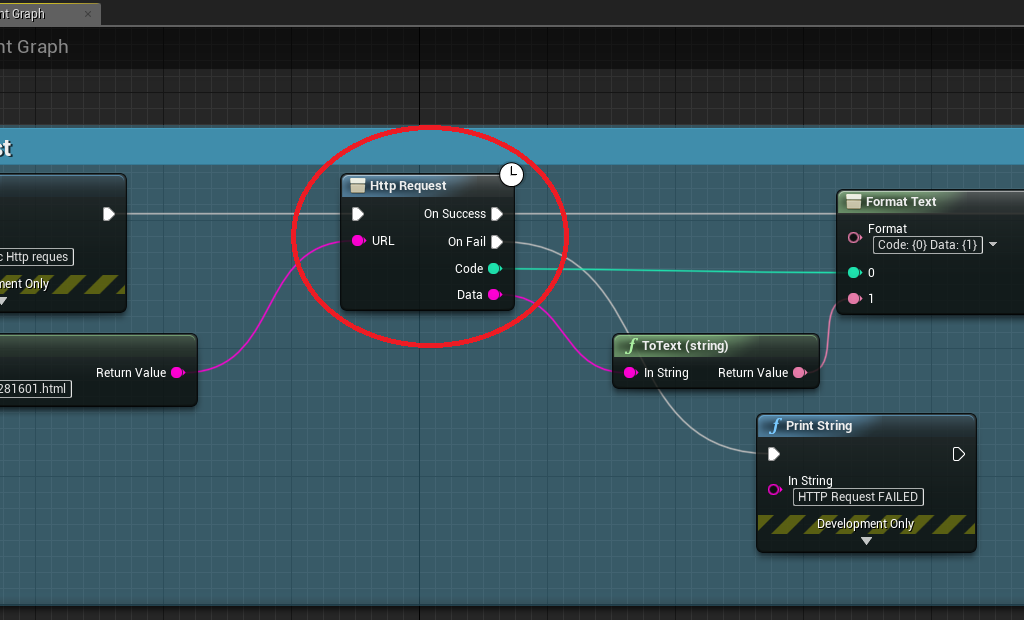 nt Graph
nt Graph
st
c Http reques
ment Only
Return Value
281601.html
Http Request
On Success
URL
On Fail
Code
Data
ToText (string)
In String
Return Value
Format Text
Format
Code: {0} Data: {1}
0
1
Print String
In String
HTTP Request FAILED
Development Only